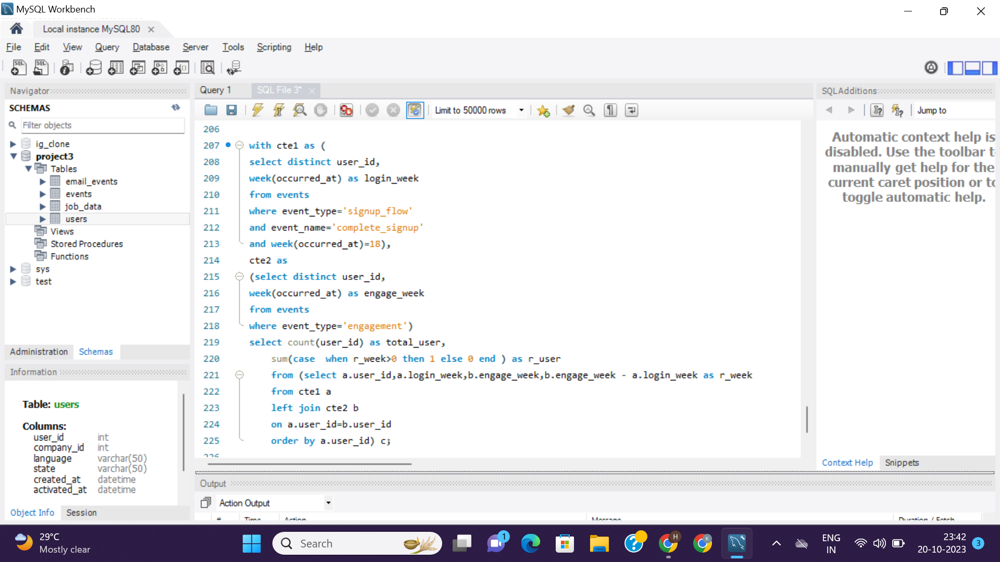 MySQL Workbench
Local instance MySQL80
File Edit View Query Database Server Tools Scripting Help
Navigator
SCHEMAS
Filter objects
ig_clone
project3
Tables
email_events
events
job_data
users
Views
Stored Procedures
Functions
sys
test
Administration Schemas
Information
Table: users
Columns:
user_id int
company_id int
language varchar(50)
state varchar(50)
created_at datetime
activated_at datetime
Object Info Session
Query 1 SQL File 3*
Limit to 50000 rows
206
207 with cte1 as (
208 select distinct user_id,
209 week(occurred_at) as login_week
210 from events
211 where event_type='signup_flow'
212 and event_name='complete_signup'
213 and week(occurred_at)=18),
214 cte2 as
215 (select distinct user_id,
216 week(occurred_at) as engage_week
217 from events
218 where event_type='engagement')
219 select count(user_id) as total_user,
220 sum(case  when r_week>0 then 1 else 0 end ) as r_user
221 from (select a.user_id,a.login_week,b.engage_week,b.engage_week - a.login_week as r_week
222 from cte1 a
223 left join cte2 b
224 on a.user_id=b.user_id
225 order by a.user_id) c;
226
Output
Action Output
# Time Action Message Duration / Fetch
SQLAdditions
Jump to
Automatic context help is
disabled. Use the toolbar to
manually get help for the
current caret position or to
toggle automatic help.
Context Help Snippets
29°C
Mostly clear
Search
1
H
K
ENG
IN
23:42
20-10-2023
3